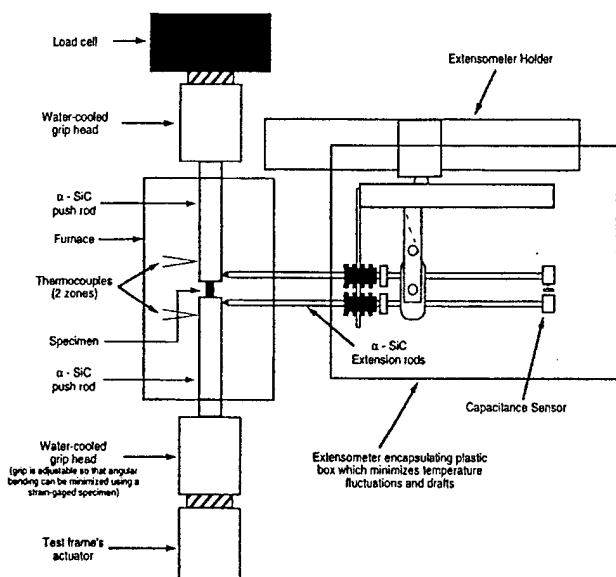 Load cell
Extensometer Holder
Water-cooled
grip head
α - SiC
push rod
Furnace
Thermocouples
(2 zones)
Specimen
α - SiC
push rod
α - SiC
Extension rods
Capacitance Sensor
Water-cooled
grip head
(grip is adjustable so that angular
bending can be minimized using a
strain-gaged specimen)
Extensometer encapsulating plastic
box which minimizes temperature
fluctuations and drafts
Test frame's
actuator